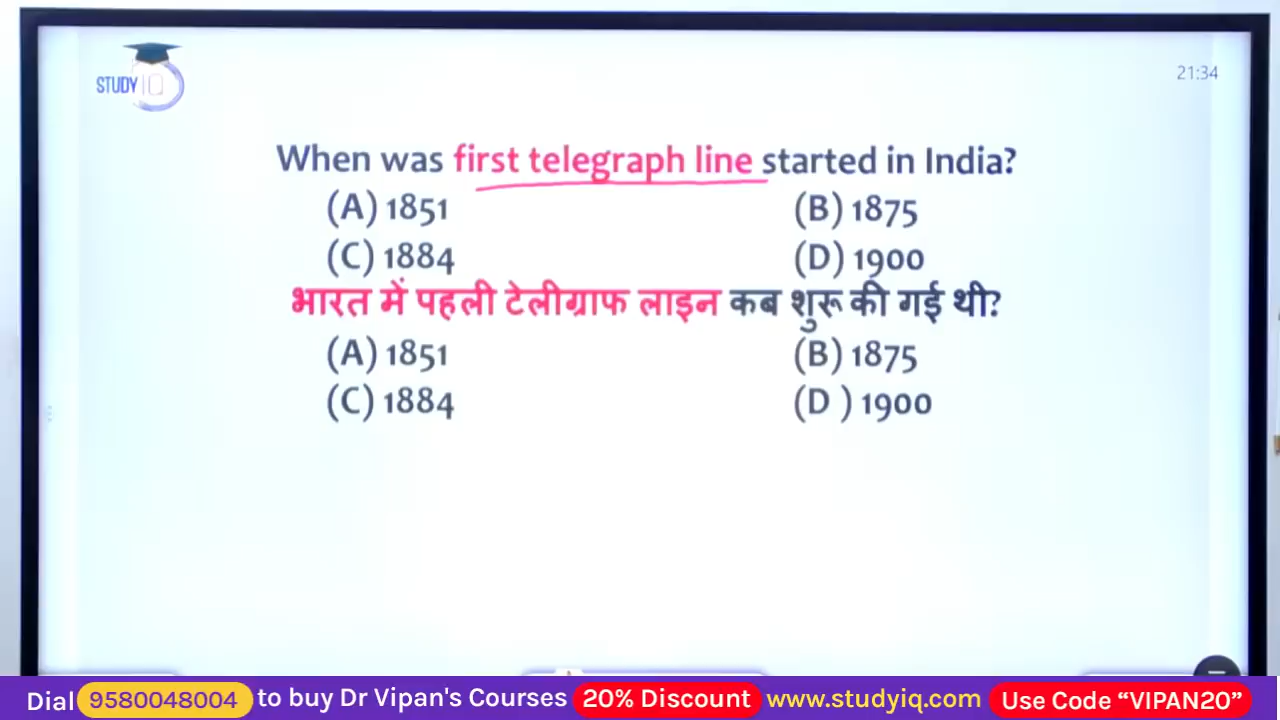 STUDY IQ
21:34
When was first telegraph line started in India?
(A) 1851 (B) 1875
(C) 1884 (D) 1900
भारत में पहली टेलीग्राफ लाइन कब शुरू की गई थी?
(A) 1851 (B) 1875
(C) 1884 (D ) 1900
Dial 9580048004 to buy Dr Vipan's Courses 20% Discount www.studyiq.com Use Code “VIPAN20”